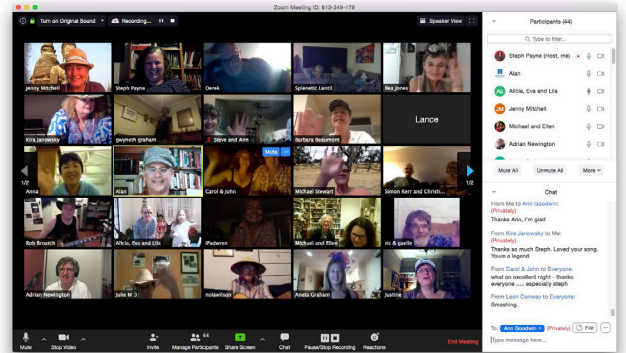 Zoom Meeting ID: 813-349-179
Turn on Original Sound
Recording...
Speaker View
Jenny Mitchell
Steph Payne
Derek
Splenetic Lentil
Bea Jones
Kira Janowsky
gwyneth graham
Steve and Ann
Barbara Beaumont
Lance
Mute
Anna
Alan
Carol & John
Michael Stewart
Simon Kerr and Christi...
1/2
1/2
Rob Brostch
Alicia, Eva and Lila
iPadwren
Michael and Ellen
ric & gaelle
Adrian Newington
Julie M :)
nolawilson
Aneta Graham
Justine
Mute
Stop Video
Invite
44
Manage Participants
Share Screen
Chat
Pause/Stop Recording
Reactions
End Meeting
Participants (44)
Type to filter...
Steph Payne (Host, me)
Alan
AE
Alicia, Eva and Lila
JM
Jenny Mitchell
Michael and Ellen
Adrian Newington
Mute All
Unmute All
More
Chat
From Me to Ann Goodwin:
(Privately)
Thanks Ann, I'm glad
From Kira Janowsky to Me:
(Privately)
Thanks so much Steph. Loved your song.
Youre a legend
From Carol & John to Everyone:
what an excellent night - thanks
everyone ..... especially steph
From Leon Conway to Everyone:
Smashing.
To: Ann Goodwin (Privately)
File
Type message here...